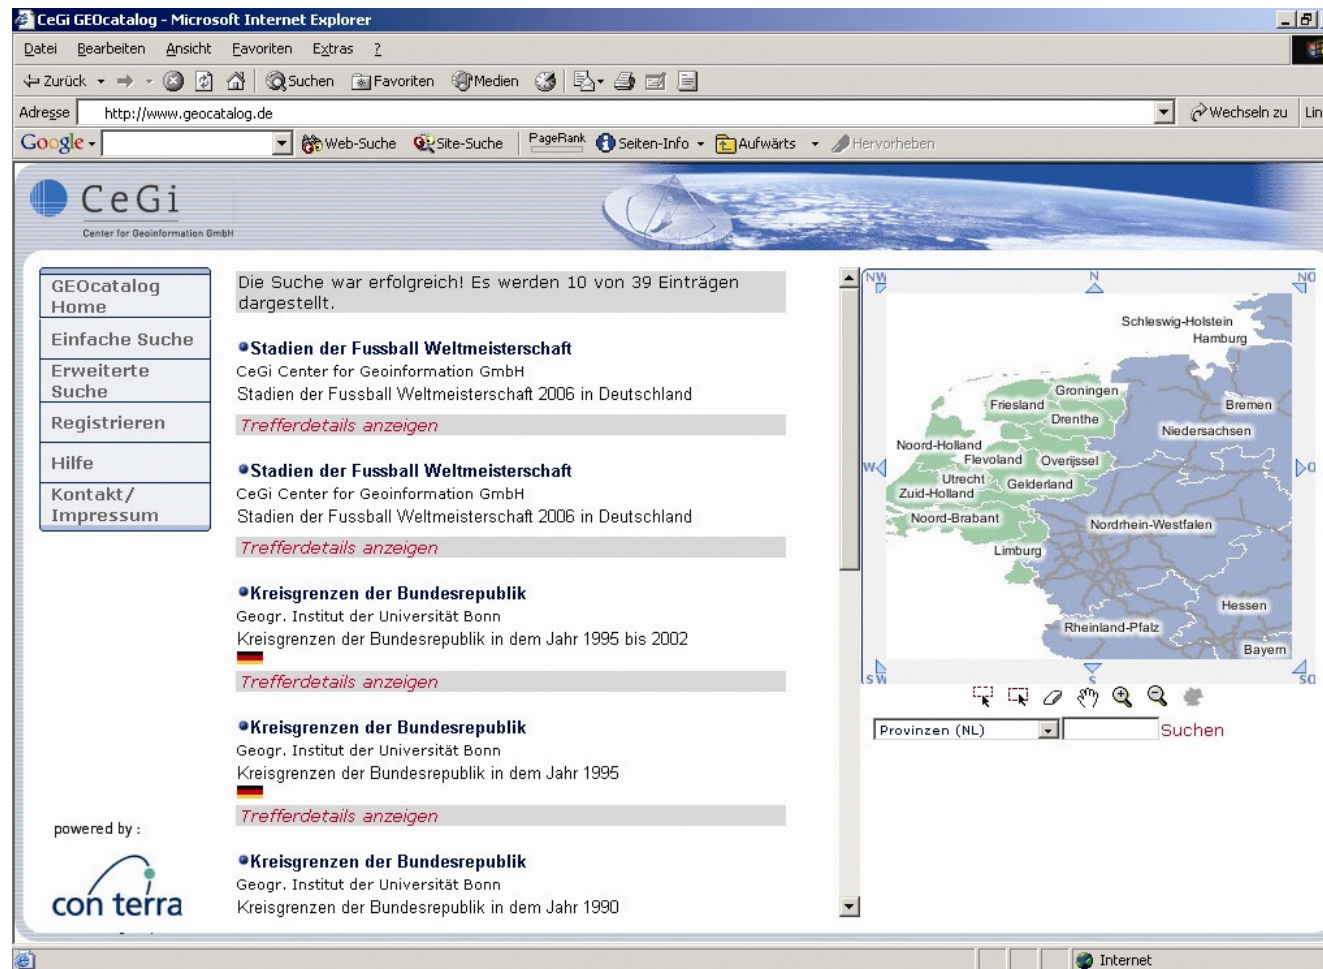 CeGi GEOcatalog - Microsoft Internet Explorer
Datei Bearbeiten Ansicht Favoriten Extras ?
Zurück Suchen Favoriten Medien
Adresse http://www.geocatalog.de Wechseln zu Lin
Google Web-Suche Site-Suche PageRank Seiten-Info Aufwärts Hervorheben
CeGi
Center for Geoinformation GmbH
GEOcatalog
Home
Einfache Suche
Erweiterte
Suche
Registrieren
Hilfe
Kontakt/
Impressum
powered by :
con terra
Die Suche war erfolgreich! Es werden 10 von 39 Einträgen
dargestellt.
Stadien der Fussball Weltmeisterschaft
CeGi Center for Geoinformation GmbH
Stadien der Fussball Weltmeisterschaft 2006 in Deutschland
Trefferdetails anzeigen
Stadien der Fussball Weltmeisterschaft
CeGi Center for Geoinformation GmbH
Stadien der Fussball Weltmeisterschaft 2006 in Deutschland
Trefferdetails anzeigen
Kreisgrenzen der Bundesrepublik
Geogr. Institut der Universität Bonn
Kreisgrenzen der Bundesrepublik in dem Jahr 1995 bis 2002
Trefferdetails anzeigen
Kreisgrenzen der Bundesrepublik
Geogr. Institut der Universität Bonn
Kreisgrenzen der Bundesrepublik in dem Jahr 1995
Trefferdetails anzeigen
Kreisgrenzen der Bundesrepublik
Geogr. Institut der Universität Bonn
Kreisgrenzen der Bundesrepublik in dem Jahr 1990
NW N NO
Schleswig-Holstein
Hamburg
Groningen
Friesland
Bremen
Drenthe
Niedersachsen
Noord-Holland
Flevoland Overijssel
W O
Utrecht
Gelderland
Zuid-Holland
Noord-Brabant
Nordrhein-Westfalen
Limburg
Hessen
Rheinland-Pfalz
Bayern
SW S SO
Provinzen (NL) Suchen
Internet